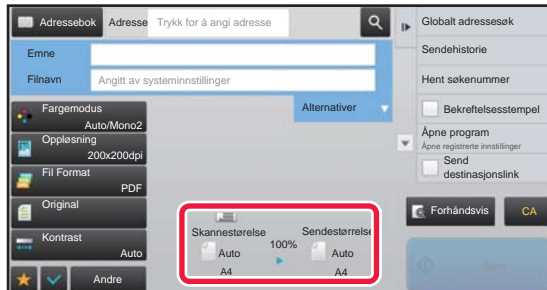 Adressebok
Adresse
Trykk for å angi adresse
Emne
Filnavn
Angitt av systeminnstillinger
Alternativer
Fargemodus
Auto/Mono2
Oppløsning
200x200dpi
Fil Format
PDF
Original
Kontrast
Auto
Andre
Skannestørelse
Auto
A4
100%
Sendestørrelse
Auto
A4
Globalt adressesøk
Sendehistorie
Hent søkenummer
Bekreftelsesstempel
Åpne program
Åpne registrerte innstillinger
Send
destinasjonslink
Forhåndsvis
CA
Start